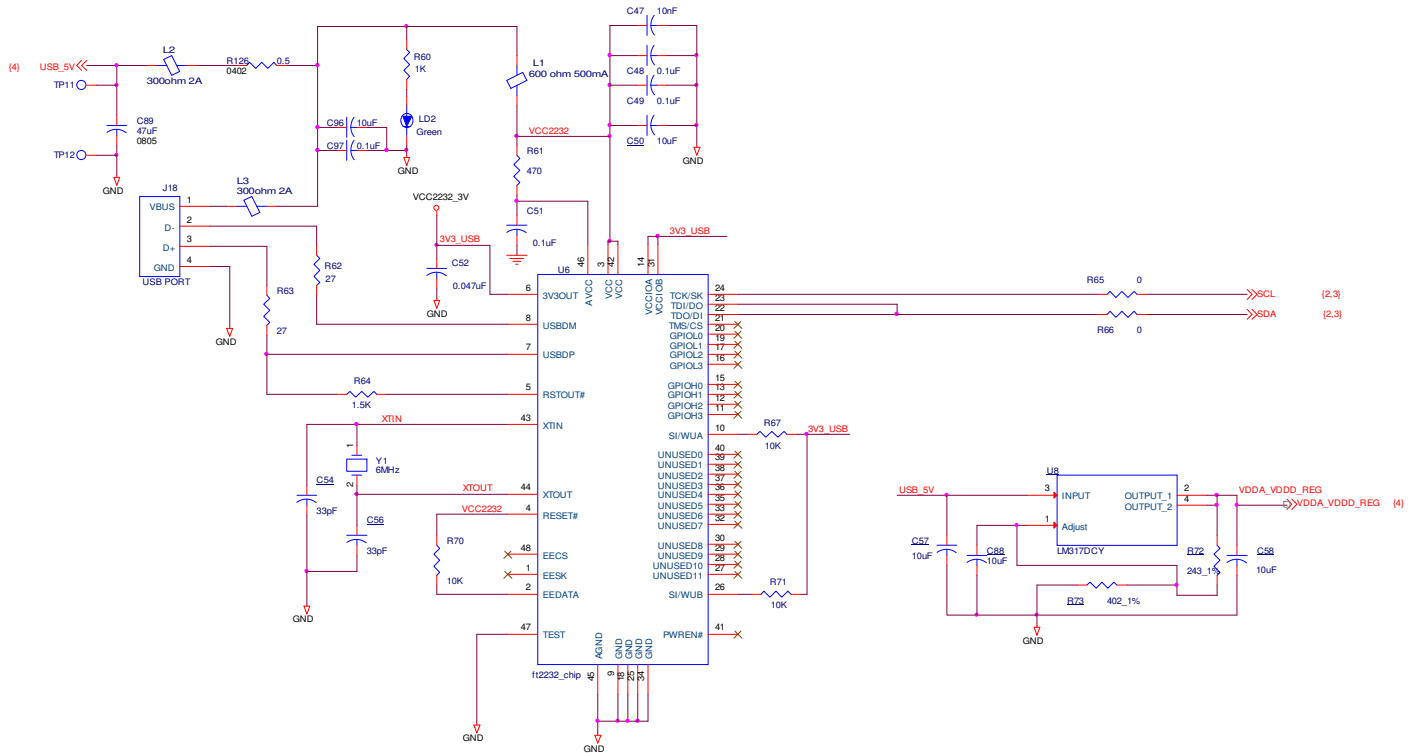 C47 10nF
C48 0.1uF
C49 0.1uF
C50 10uF
GND
L2
300ohm 2A
R126 0.5
0402
{4} USB_5V
TP11
C89
47uF
0805
TP12
GND
R60
1K
LD2
Green
C96 10uF
C97 0.1uF
GND
L1
600 ohm 500mA
VCC2232
R61
470
C51
0.1uF
J18
VBUS 1
D- 2
D+ 3
GND 4
USB PORT
L3
300ohm 2A
GND
R62
27
R63
27
VCC2232_3V
3V3_USB
C52
0.047uF
GND
R64
1.5K
XTIN
Y1
6MHz
1
2
C54
33pF
C56
33pF
GND
XTOUT
VCC2232
R70
10K
GND
U6
46 AVCC
3 VCC
42 VCC
14 VCCIOA
31 VCCIOB
3V3_USB
6 3V3OUT
8 USBDM
7 USBDP
5 RSTOUT#
43 XTIN
44 XTOUT
4 RESET#
48 EECS
1 EESK
2 EEDATA
47 TEST
TCK/SK 24
TDI/DO 23
TDO/DI 22
TMS/CS 21
GPIOL0 20
GPIOL1 19
GPIOL2 17
GPIOL3 16
GPIOH0 15
GPIOH1 13
GPIOH2 12
GPIOH3 11
SI/WUA 10
UNUSED0 40
UNUSED1 39
UNUSED2 38
UNUSED3 37
UNUSED4 36
UNUSED5 35
UNUSED6 33
UNUSED7 32
UNUSED8 30
UNUSED9 29
UNUSED10 28
UNUSED11 27
SI/WUB 26
PWREN# 41
AGND 45
GND 9
GND 18
GND 25
GND 34
ft2232_chip
GND
R65 0
SCL {2,3}
SDA {2,3}
R66 0
R67
10K
3V3_USB
R71
10K
U8
USB_5V
3 INPUT
1 Adjust
OUTPUT_1 2
OUTPUT_2 4
LM317DCY
VDDA_VDDD_REG
VDDA_VDDD_REG {4}
C57
10uF
C88
10uF
R72
243_1%
C58
10uF
R73 402_1%
GND